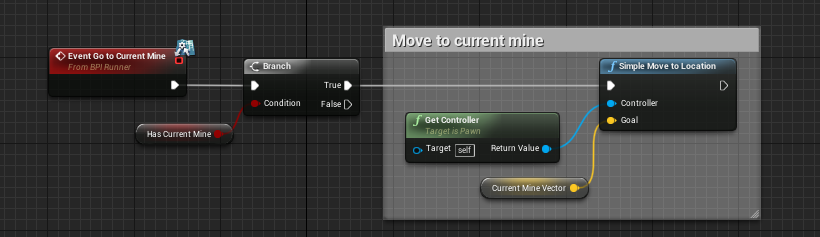 Event Go to Current Mine
From BPI Runner
Branch
True
Condition
False
Has Current Mine
Move to current mine
Simple Move to Location
Controller
Goal
Get Controller
Target is Pawn
Target self
Return Value
Current Mine Vector